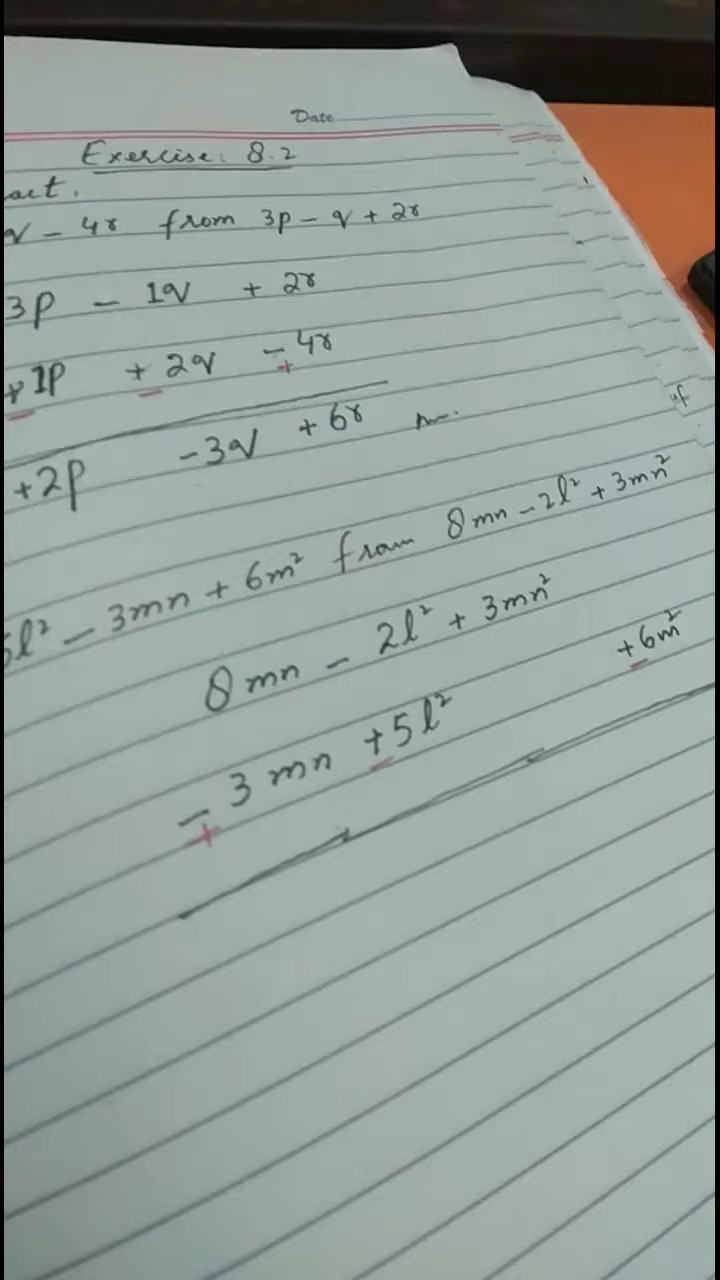 Date
Exercise: 8.2
act.
q - 4r from 3p - q + 2r
3p - 1q + 2r
+1p + 2q - 4r
- - +
+2p -3q +6r
5l² - 3mn + 6m² from 8mn - 2l² + 3mn²
8mn - 2l² + 3mn²
- 3mn +5l² +6m²
+ - -